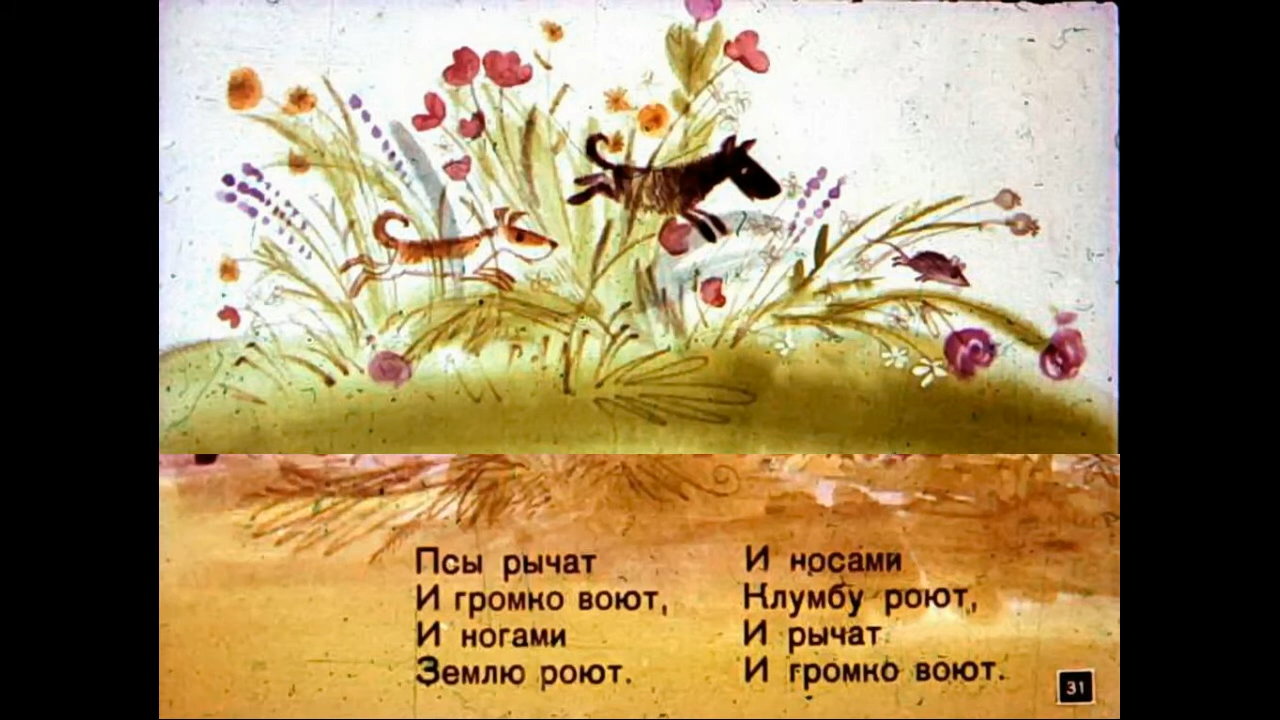 Псы рычат
И громко воют,
И ногами
Землю роют.
И носами
Клумбу роют,
И рычат
И громко воют.
31